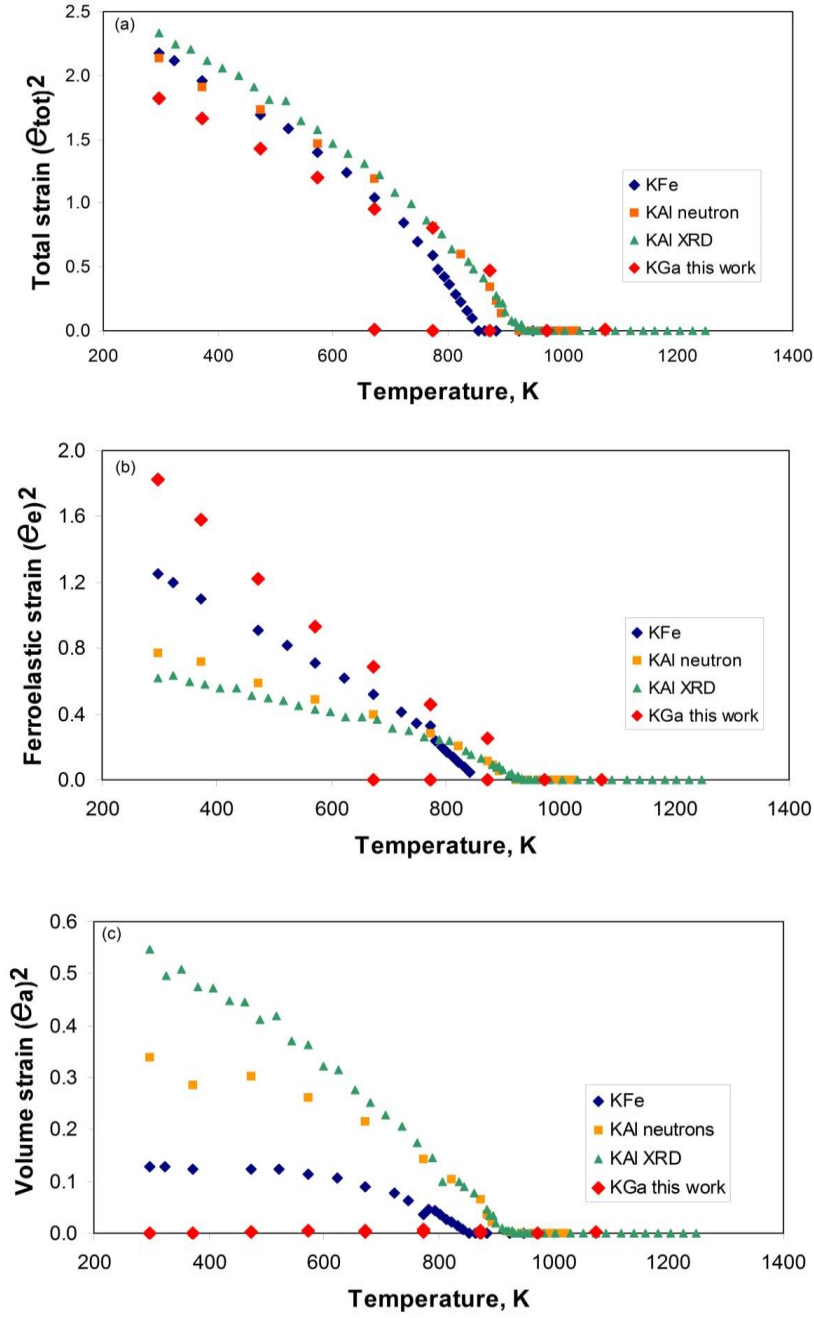 (a)
Total strain (etot)2
2.5
2.0
1.5
1.0
0.5
0.0
200 400 600 800 1000 1200 1400
Temperature, K
KFe
KAl neutron
KAl XRD
KGa this work
(b)
Ferroelastic strain (ee)2
2.0
1.6
1.2
0.8
0.4
0.0
200 400 600 800 1000 1200 1400
Temperature, K
KFe
KAl neutron
KAl XRD
KGa this work
(c)
Volume strain (ea)2
0.6
0.5
0.4
0.3
0.2
0.1
0.0
200 400 600 800 1000 1200 1400
Temperature, K
KFe
KAl neutrons
KAl XRD
KGa this work